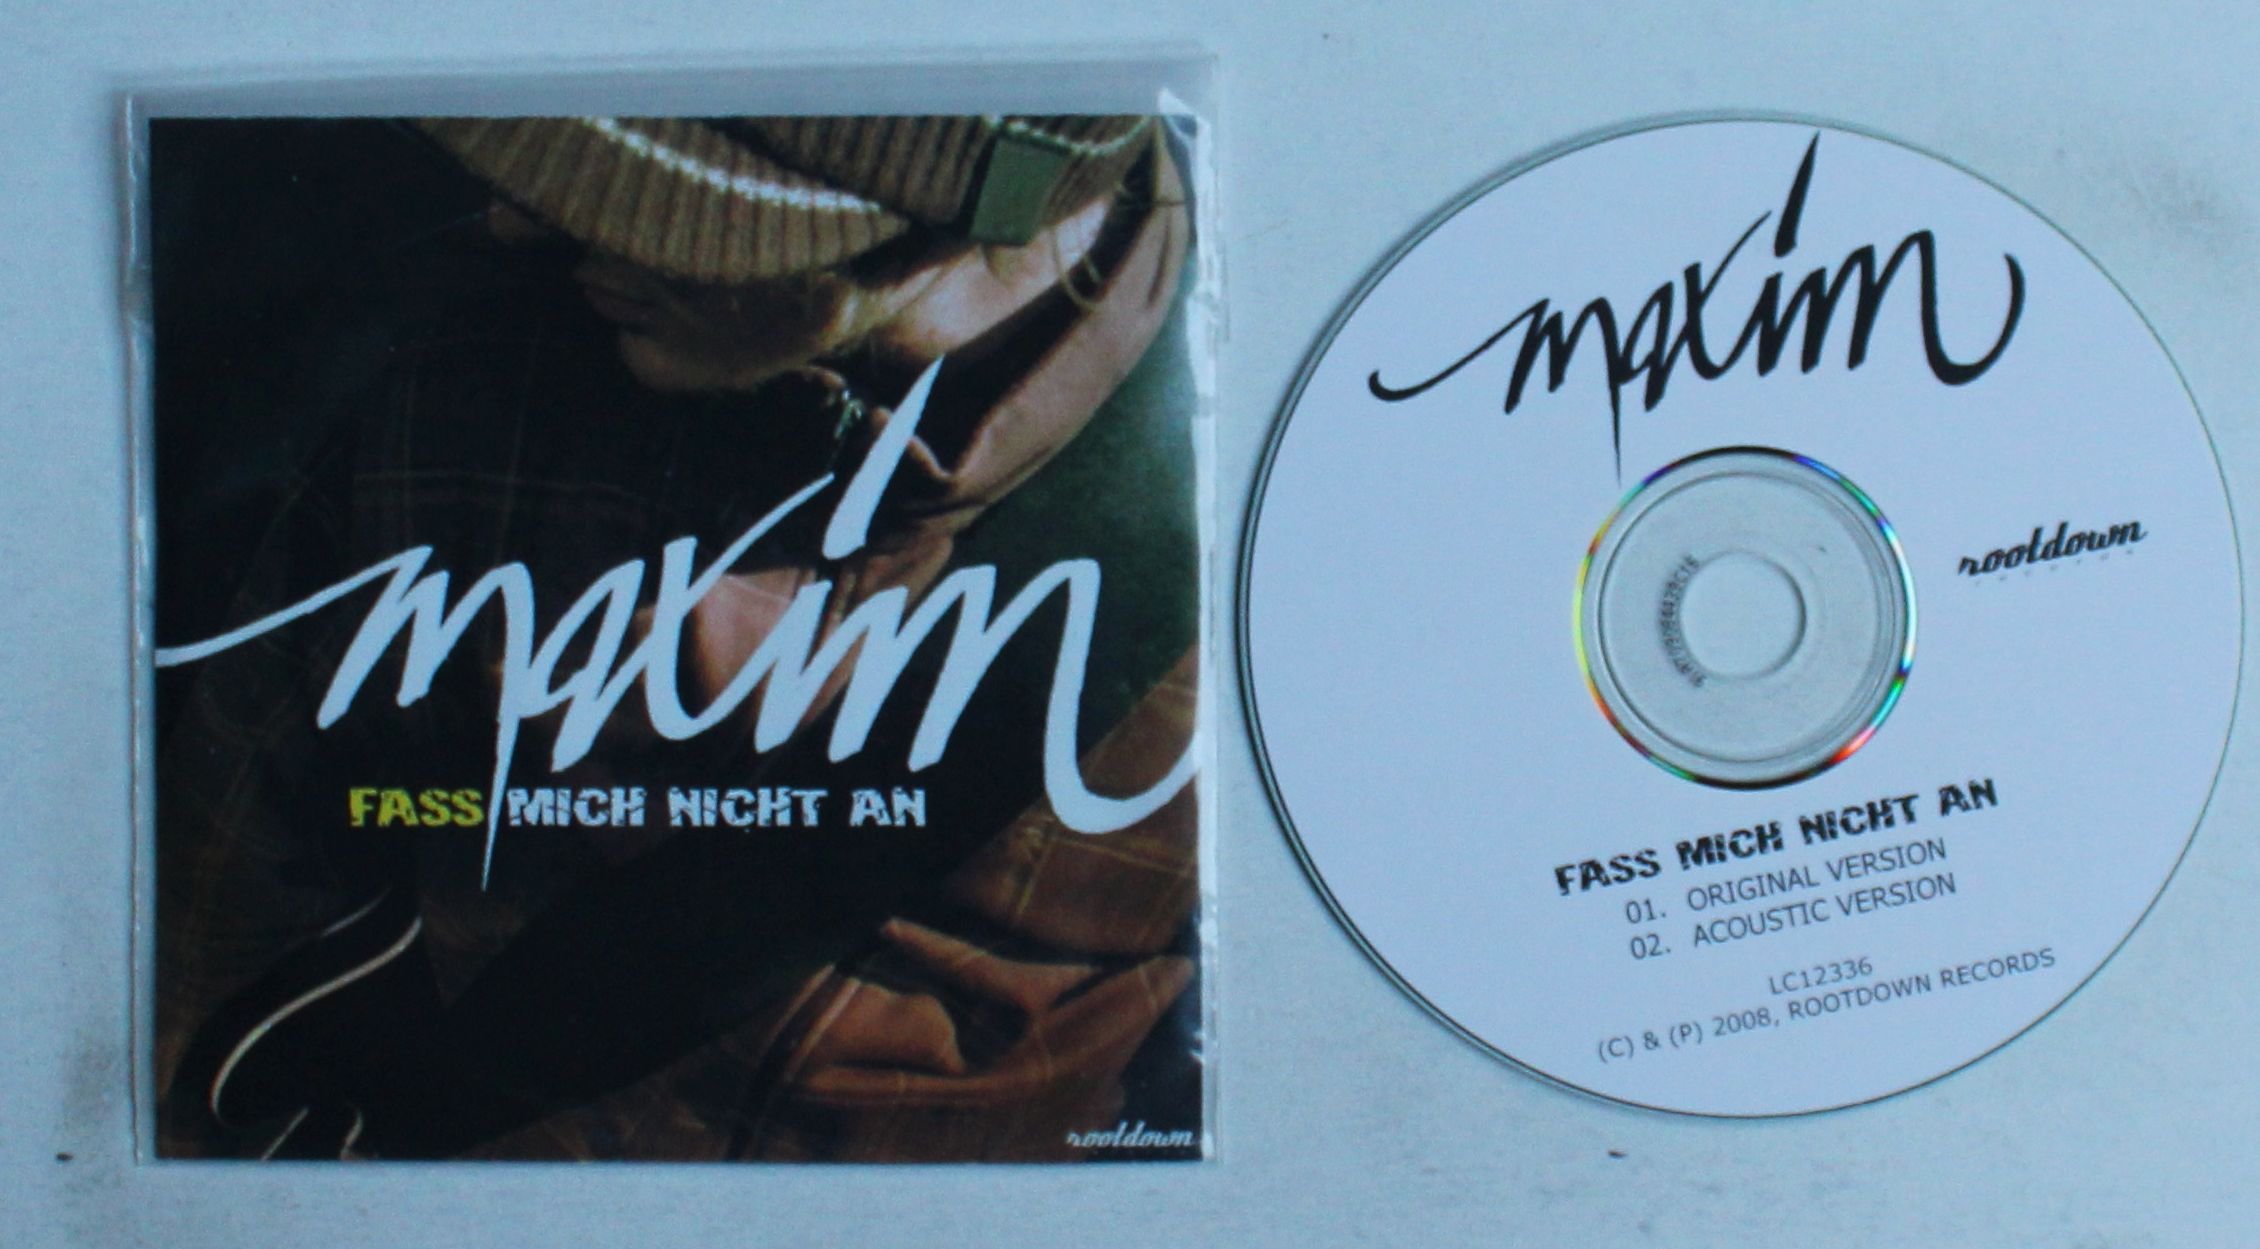 maxim
FASS MICH NICHT AN
rootdown
maxim
rootdown
FASS MICH NICHT AN
01. ORIGINAL VERSION
02. ACOUSTIC VERSION
LC12336
(C) & (P) 2008, ROOTDOWN RECORDS